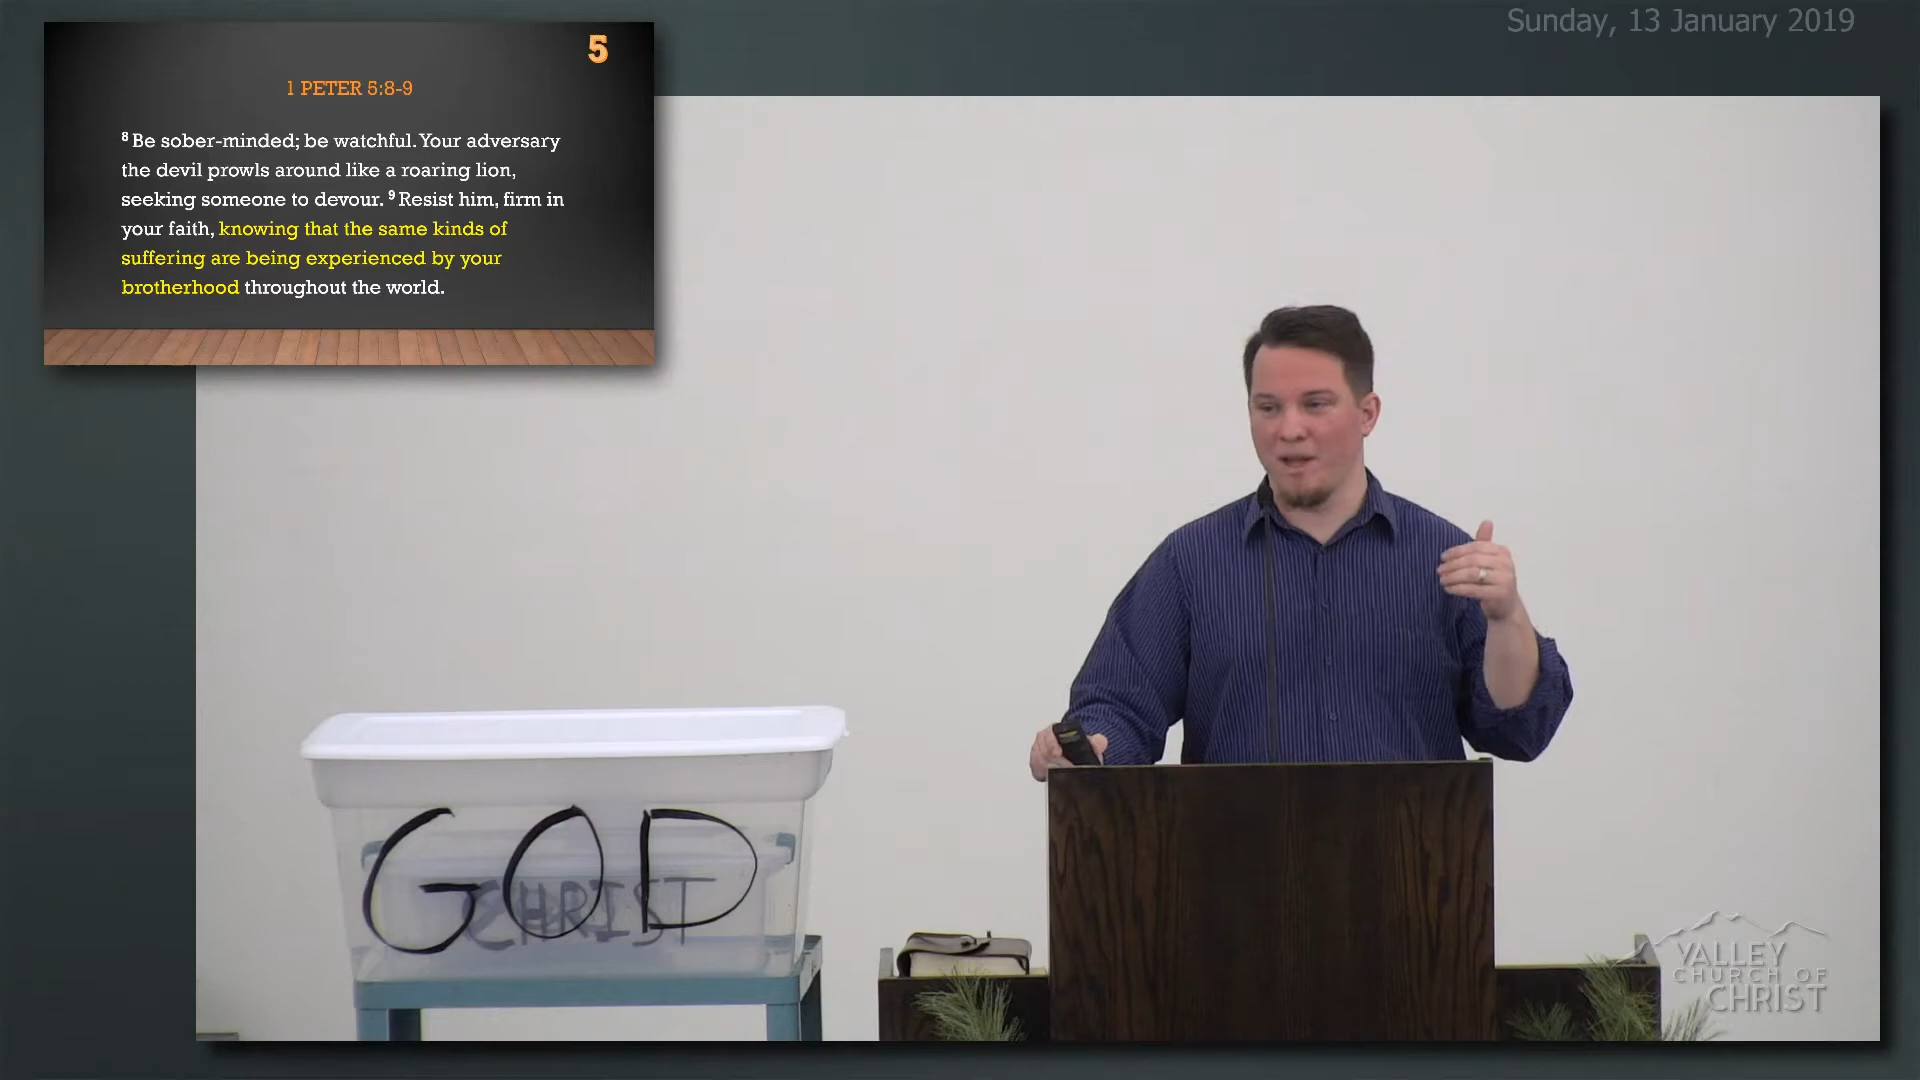 Sunday, 13 January 2019
5
1 PETER 5:8-9
⁸ Be sober-minded; be watchful. Your adversary
the devil prowls around like a roaring lion,
seeking someone to devour. ⁹ Resist him, firm in
your faith, knowing that the same kinds of
suffering are being experienced by your
brotherhood throughout the world.
GOD
CHRIST
VALLEY
CHURCH OF
CHRIST